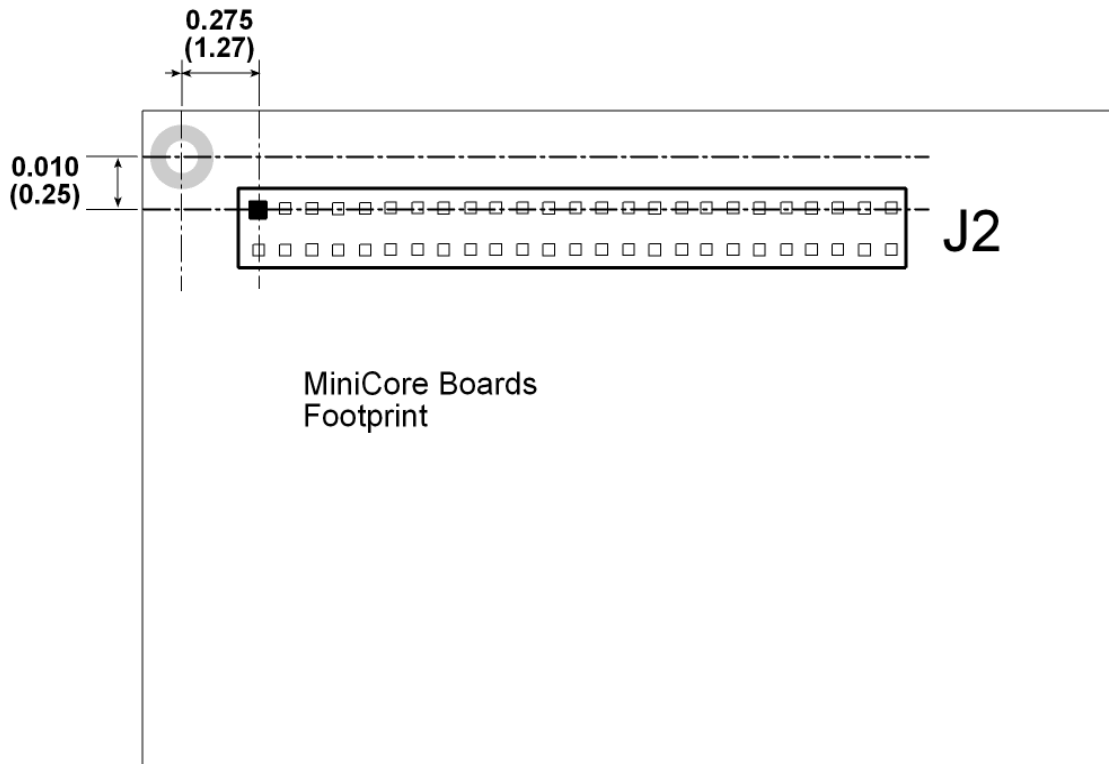 0.275
(1.27)
0.010
(0.25)
J2
MiniCore Boards
Footprint